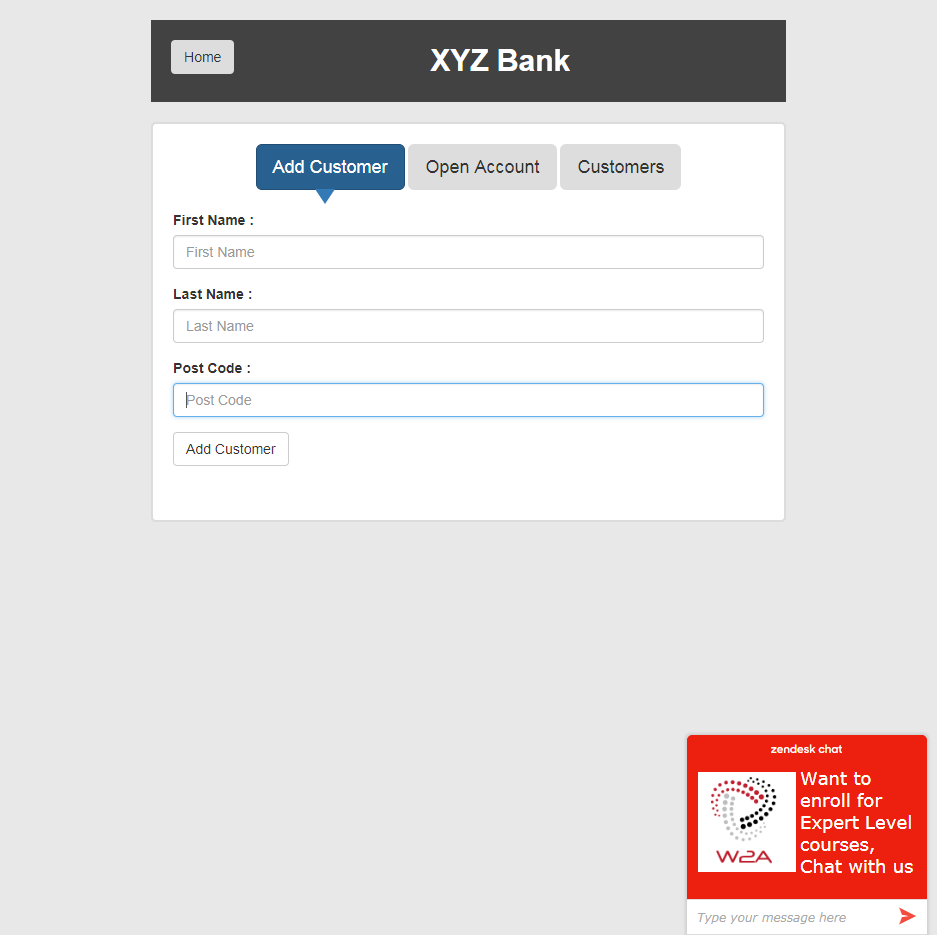 Home
XYZ Bank
Add Customer
Open Account
Customers
First Name :
First Name
Last Name :
Last Name
Post Code :
Post Code
Add Customer
zendesk chat
Want to
enroll for
Expert Level
courses,
Chat with us
W2A
Type your message here